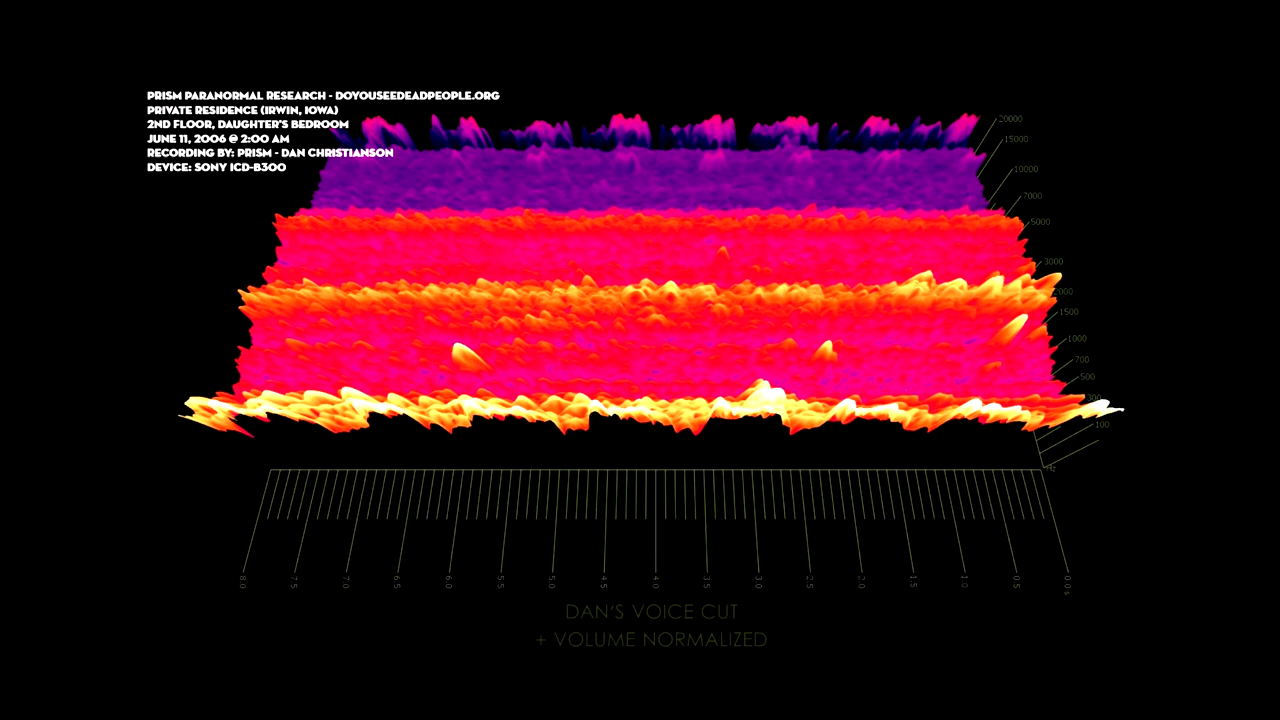 PRISM PARANORMAL RESEARCH - DOYOUSEEDEADPEOPLE.ORG
PRIVATE RESIDENCE (IRWIN, IOWA)
2ND FLOOR, DAUGHTER'S BEDROOM
JUNE 11, 2006 @ 2:00 AM
RECORDING BY: PRISM - DAN CHRISTIANSON
DEVICE: SONY ICD-B300
20000
15000
10000
7000
5000
3000
2000
1500
1000
700
500
300
100
Hz
8.0 7.5 7.0 6.5 6.0 5.5 5.0 4.5 4.0 3.5 3.0 2.5 2.0 1.5 1.0 0.5 0.0 s
DAN'S VOICE CUT
+ VOLUME NORMALIZED